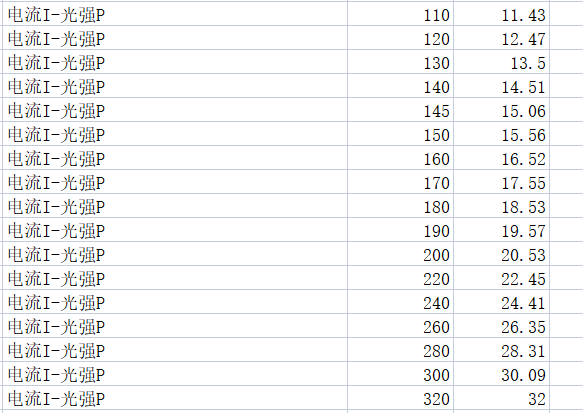 电流I-光强P 110 11.43
电流I-光强P 120 12.47
电流I-光强P 130 13.5
电流I-光强P 140 14.51
电流I-光强P 145 15.06
电流I-光强P 150 15.56
电流I-光强P 160 16.52
电流I-光强P 170 17.55
电流I-光强P 180 18.53
电流I-光强P 190 19.57
电流I-光强P 200 20.53
电流I-光强P 220 22.45
电流I-光强P 240 24.41
电流I-光强P 260 26.35
电流I-光强P 280 28.31
电流I-光强P 300 30.09
电流I-光强P 320 32